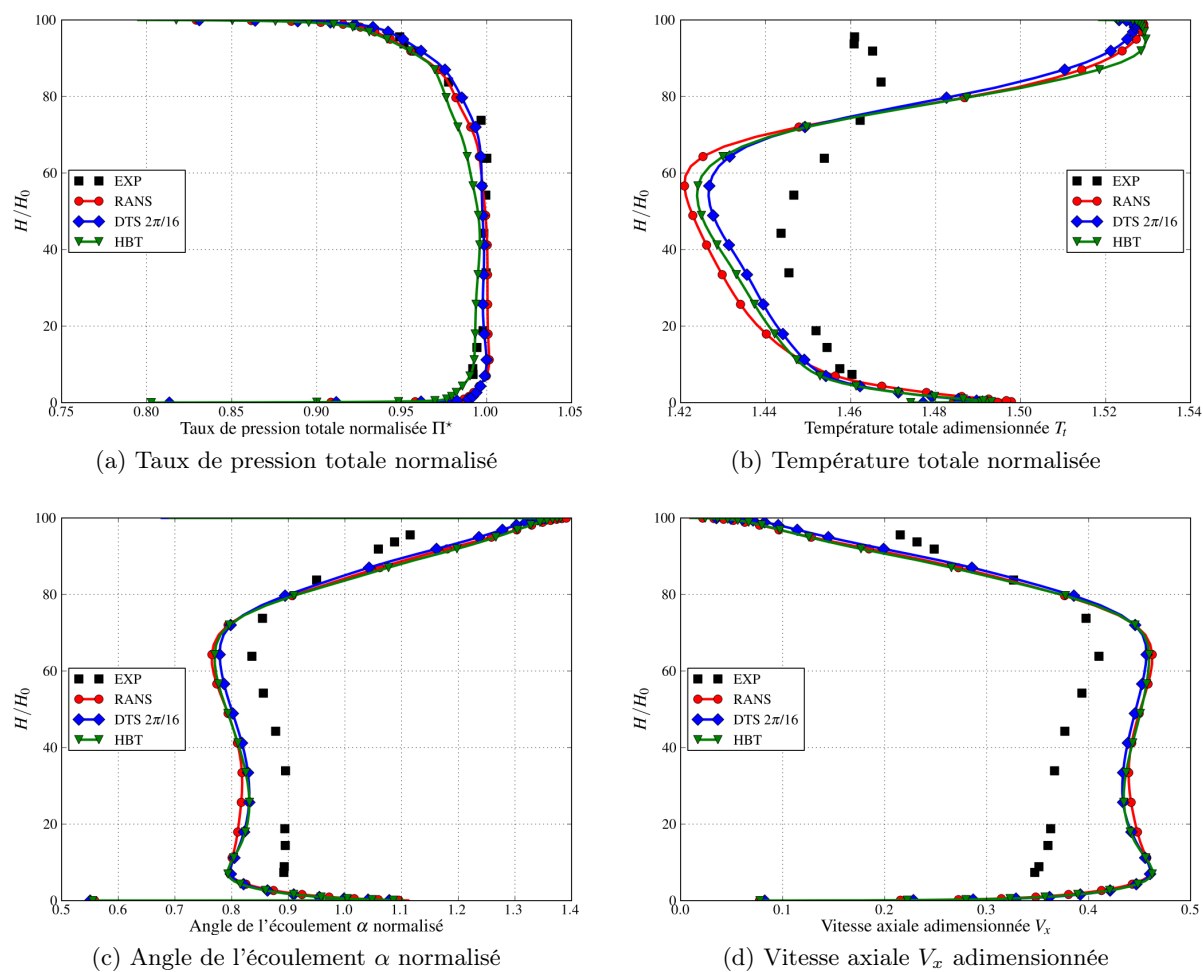 100
80
60
40
20
0
H/H₀
EXP
RANS
DTS 2π/16
HBT
0.75 0.80 0.85 0.90 0.95 1.00 1.05
Taux de pression totale normalisée Π*
(a) Taux de pression totale normalisé
100
80
60
40
20
0
H/H₀
EXP
RANS
DTS 2π/16
HBT
1.42 1.44 1.46 1.48 1.50 1.52 1.54
Température totale adimensionnée Tₜ
(b) Température totale normalisée
100
80
60
40
20
0
H/H₀
EXP
RANS
DTS 2π/16
HBT
0.5 0.6 0.7 0.8 0.9 1.0 1.1 1.2 1.3 1.4
Angle de l'écoulement α normalisé
(c) Angle de l'écoulement α normalisé
100
80
60
40
20
0
H/H₀
EXP
RANS
DTS 2π/16
HBT
0.0 0.1 0.2 0.3 0.4 0.5
Vitesse axiale adimensionnée Vₓ
(d) Vitesse axiale Vₓ adimensionnée